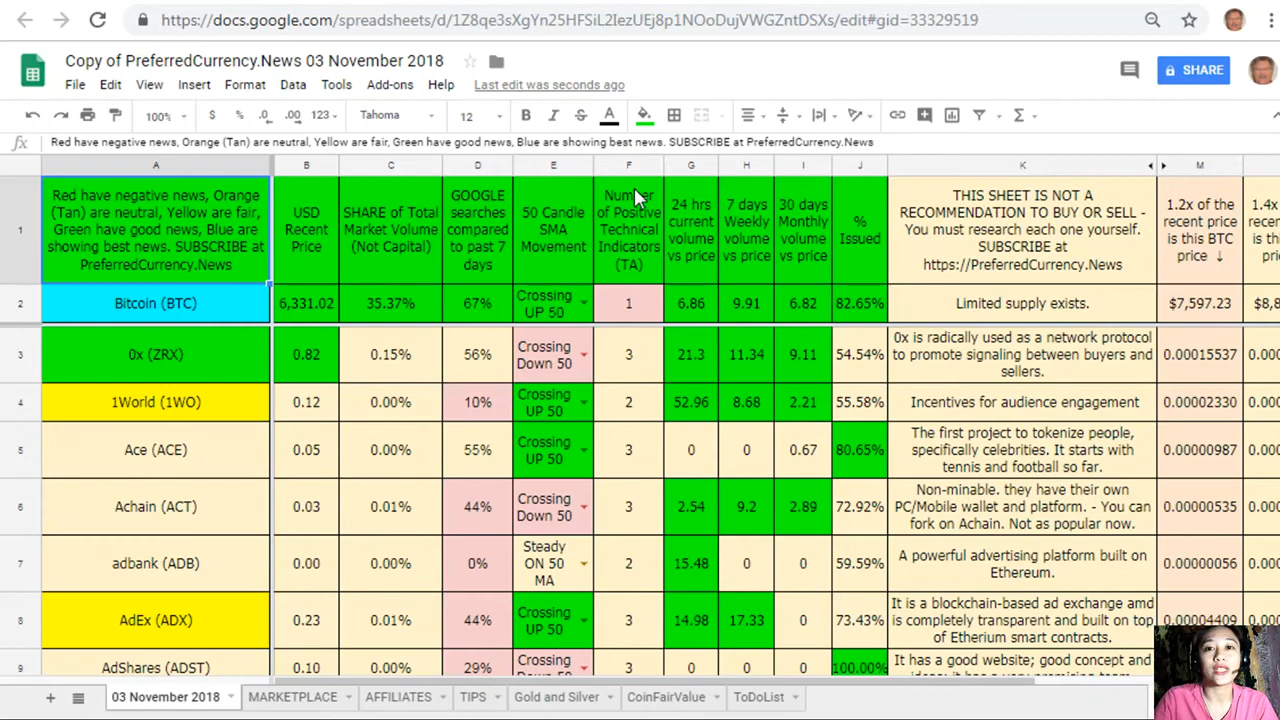 https://docs.google.com/spreadsheets/d/1Z8qe3sXgYn25HFSiL2IezUEj8p1NOoDujVWGZntDSXs/edit#gid=33329519
Copy of PreferredCurrency.News 03 November 2018
File Edit View Insert Format Data Tools Add-ons Help Last edit was seconds ago
SHARE
100% $ % .0 .00 123 Tahoma 12 B I S A
fx Red have negative news, Orange (Tan) are neutral, Yellow are fair, Green have good news, Blue are showing best news. SUBSCRIBE at PreferredCurrency.News
A B C D E F G H I J K M
1
Red have negative news, Orange
(Tan) are neutral, Yellow are fair,
Green have good news, Blue are
showing best news. SUBSCRIBE at
PreferredCurrency.News
USD
Recent
Price
SHARE of Total
Market Volume
(Not Capital)
GOOGLE
searches
compared
to past 7
days
50 Candle
SMA
Movement
Number
of Positive
Technical
Indicators
(TA)
24 hrs
current
volume
vs price
7 days
Weekly
volume
vs price
30 days
Monthly
volume
vs price
%
Issued
THIS SHEET IS NOT A
RECOMMENDATION TO BUY OR SELL -
You must research each one yourself.
SUBSCRIBE at
https://PreferredCurrency.News
1.2x of the
recent price
is this BTC
price ↓
2 Bitcoin (BTC) 6,331.02 35.37% 67% Crossing UP 50 1 6.86 9.91 6.82 82.65% Limited supply exists. $7,597.23
3 0x (ZRX) 0.82 0.15% 56% Crossing Down 50 3 21.3 11.34 9.11 54.54%
0x is radically used as a network protocol
to promote signaling between buyers and
sellers.
0.00015537
4 1World (1WO) 0.12 0.00% 10% Crossing UP 50 2 52.96 8.68 2.21 55.58% Incentives for audience engagement 0.00002330
5 Ace (ACE) 0.05 0.00% 55% Crossing UP 50 3 0 0 0.67 80.65%
The first project to tokenize people,
specifically celebrities. It starts with
tennis and football so far.
0.00000987
6 Achain (ACT) 0.03 0.01% 44% Crossing Down 50 3 2.54 9.2 2.89 72.92%
Non-minable. they have their own
PC/Mobile wallet and platform. - You can
fork on Achain. Not as popular now.
0.00000535
7 adbank (ADB) 0.00 0.00% 0% Steady ON 50 MA 2 15.48 0 0 59.59%
A powerful advertising platform built on
Ethereum.
0.00000056
8 AdEx (ADX) 0.23 0.01% 44% Crossing UP 50 3 14.98 17.33 0 73.43%
It is a blockchain-based ad exchange amd
is completely transparent and built on top
of Etherium smart contracts.
0.00004409
9 AdShares (ADST) 0.10 0.00% 29% Crossing 3 0 0 0 100.00%
It has a good website; good concept and
03 November 2018 MARKETPLACE AFFILIATES TIPS Gold and Silver CoinFairValue ToDoList